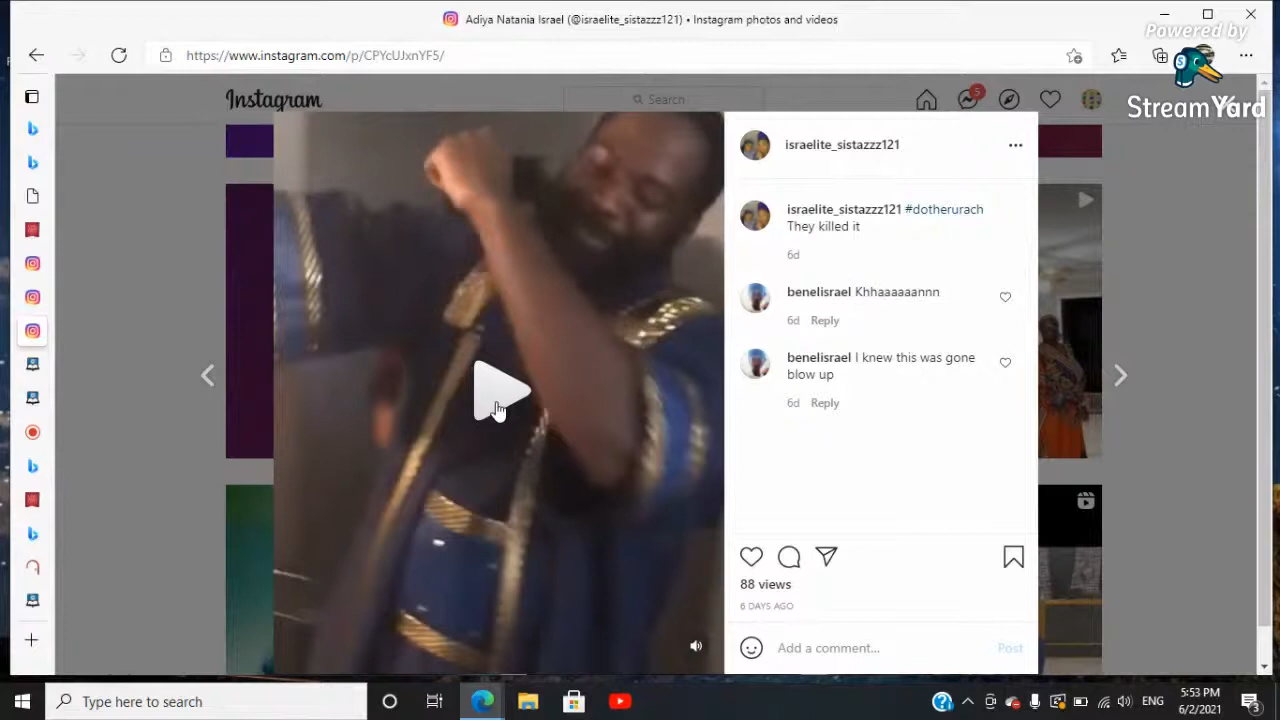 Adiya Natania Israel (@israelite_sistazzz121) • Instagram photos and videos
Powered by
https://www.instagram.com/p/CPYcUJxnYF5/
StreamYard
Instagram
Search
5
israelite_sistazzz121
israelite_sistazzz121 #dotherurach
They killed it
6d
benelisrael Khhaaaaaannn
6d Reply
benelisrael I knew this was gone
blow up
6d Reply
88 views
6 DAYS AGO
Add a comment...
Post
Type here to search
ENG
5:53 PM
6/2/2021
3